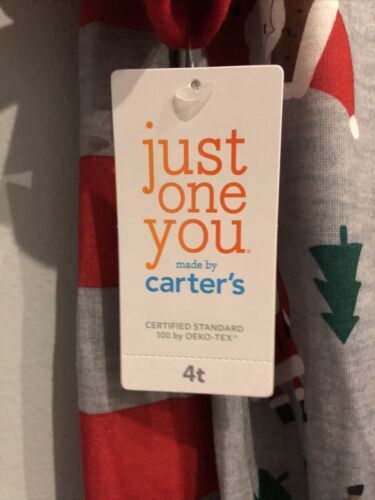 just
one
you®
made by
carter's
CERTIFIED STANDARD
100 by OEKO-TEX®
4t